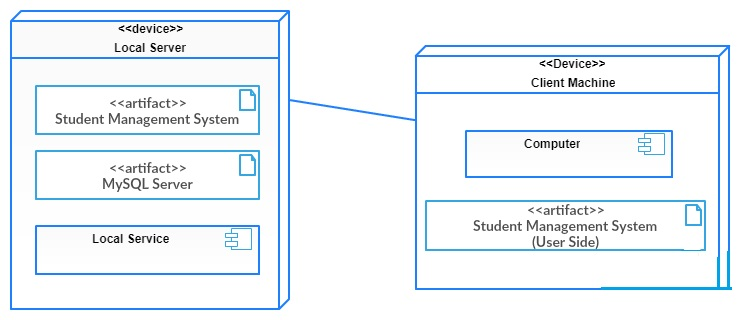 <<device>>
Local Server
<<artifact>>
Student Management System
<<artifact>>
MySQL Server
Local Service
<<Device>>
Client Machine
Computer
<<artifact>>
Student Management System
(User Side)